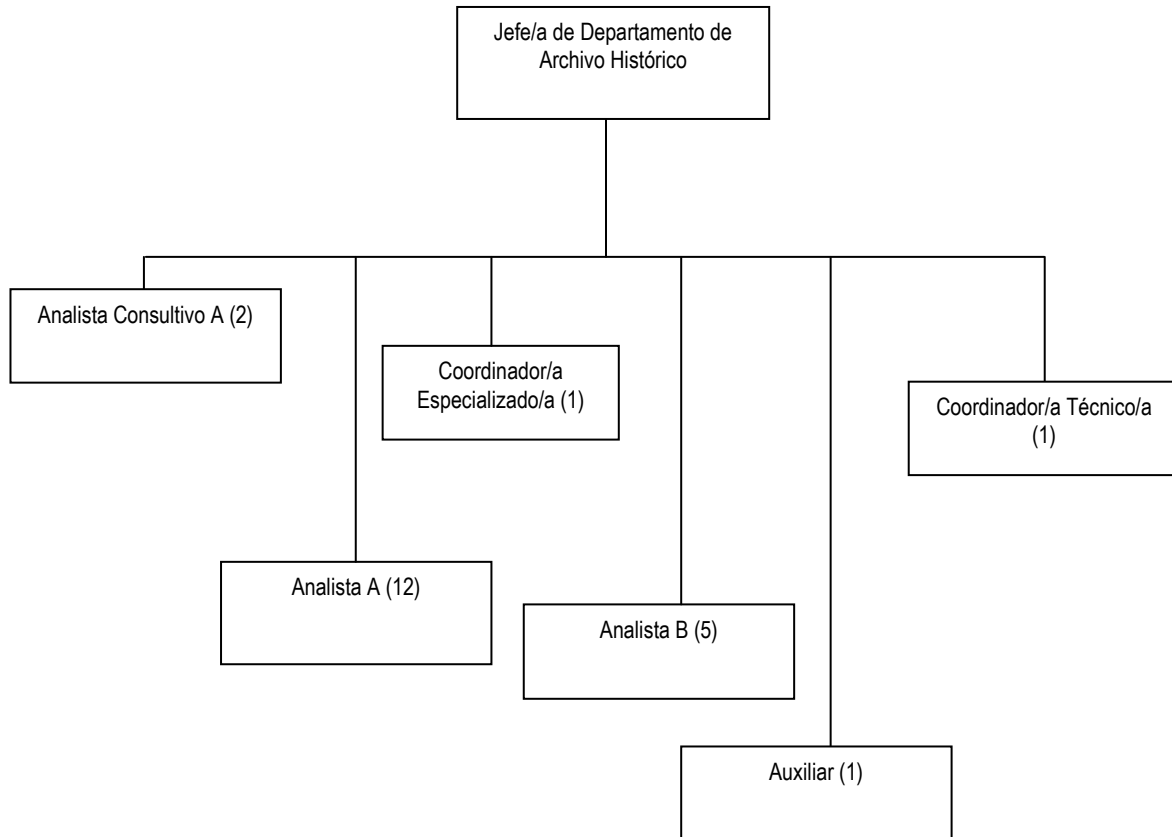 Jefe/a de Departamento de
Archivo Histórico
Analista Consultivo A (2)
Coordinador/a
Especializado/a (1)
Coordinador/a Técnico/a
(1)
Analista A (12)
Analista B (5)
Auxiliar (1)